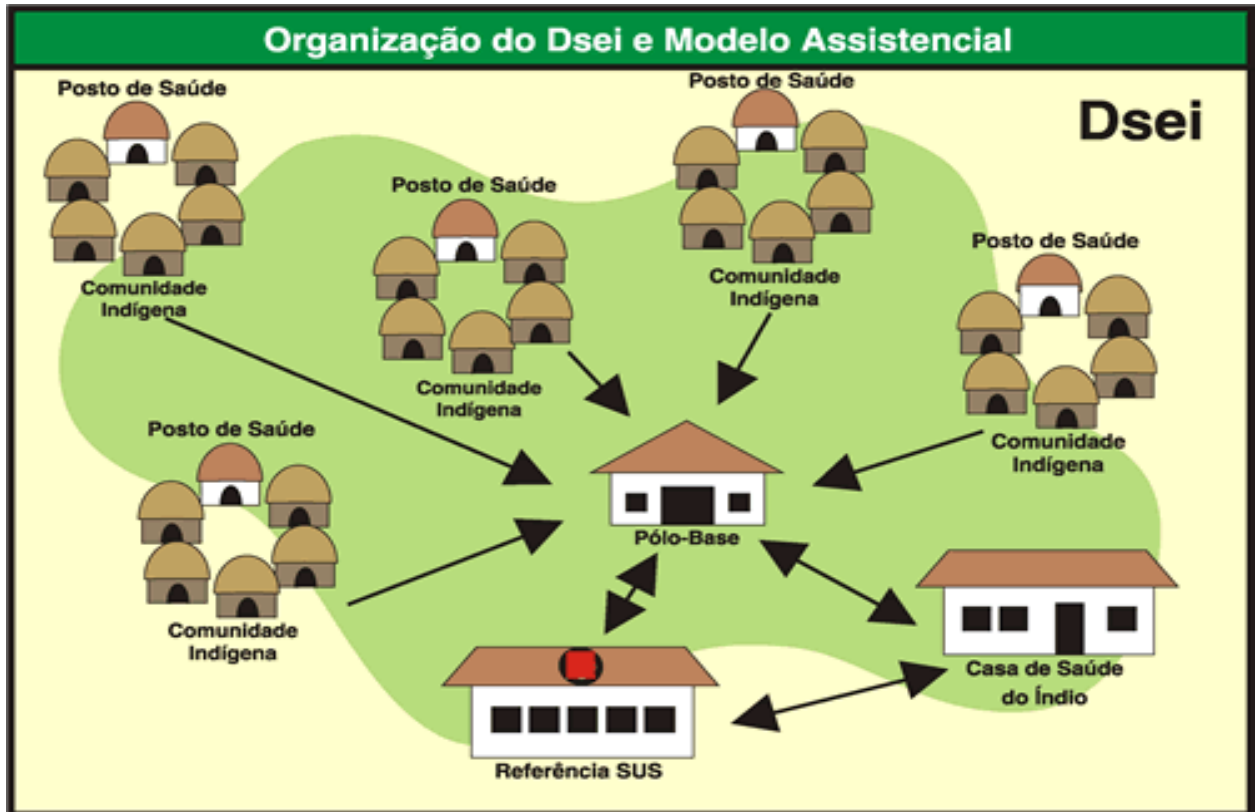 Organização do Dsei e Modelo Assistencial
Dsei
Posto de Saúde
Comunidade
Indígena
Posto de Saúde
Comunidade
Indígena
Posto de Saúde
Comunidade
Indígena
Posto de Saúde
Comunidade
Indígena
Posto de Saúde
Comunidade
Indígena
Pólo-Base
Casa de Saúde
do Índio
Referência SUS